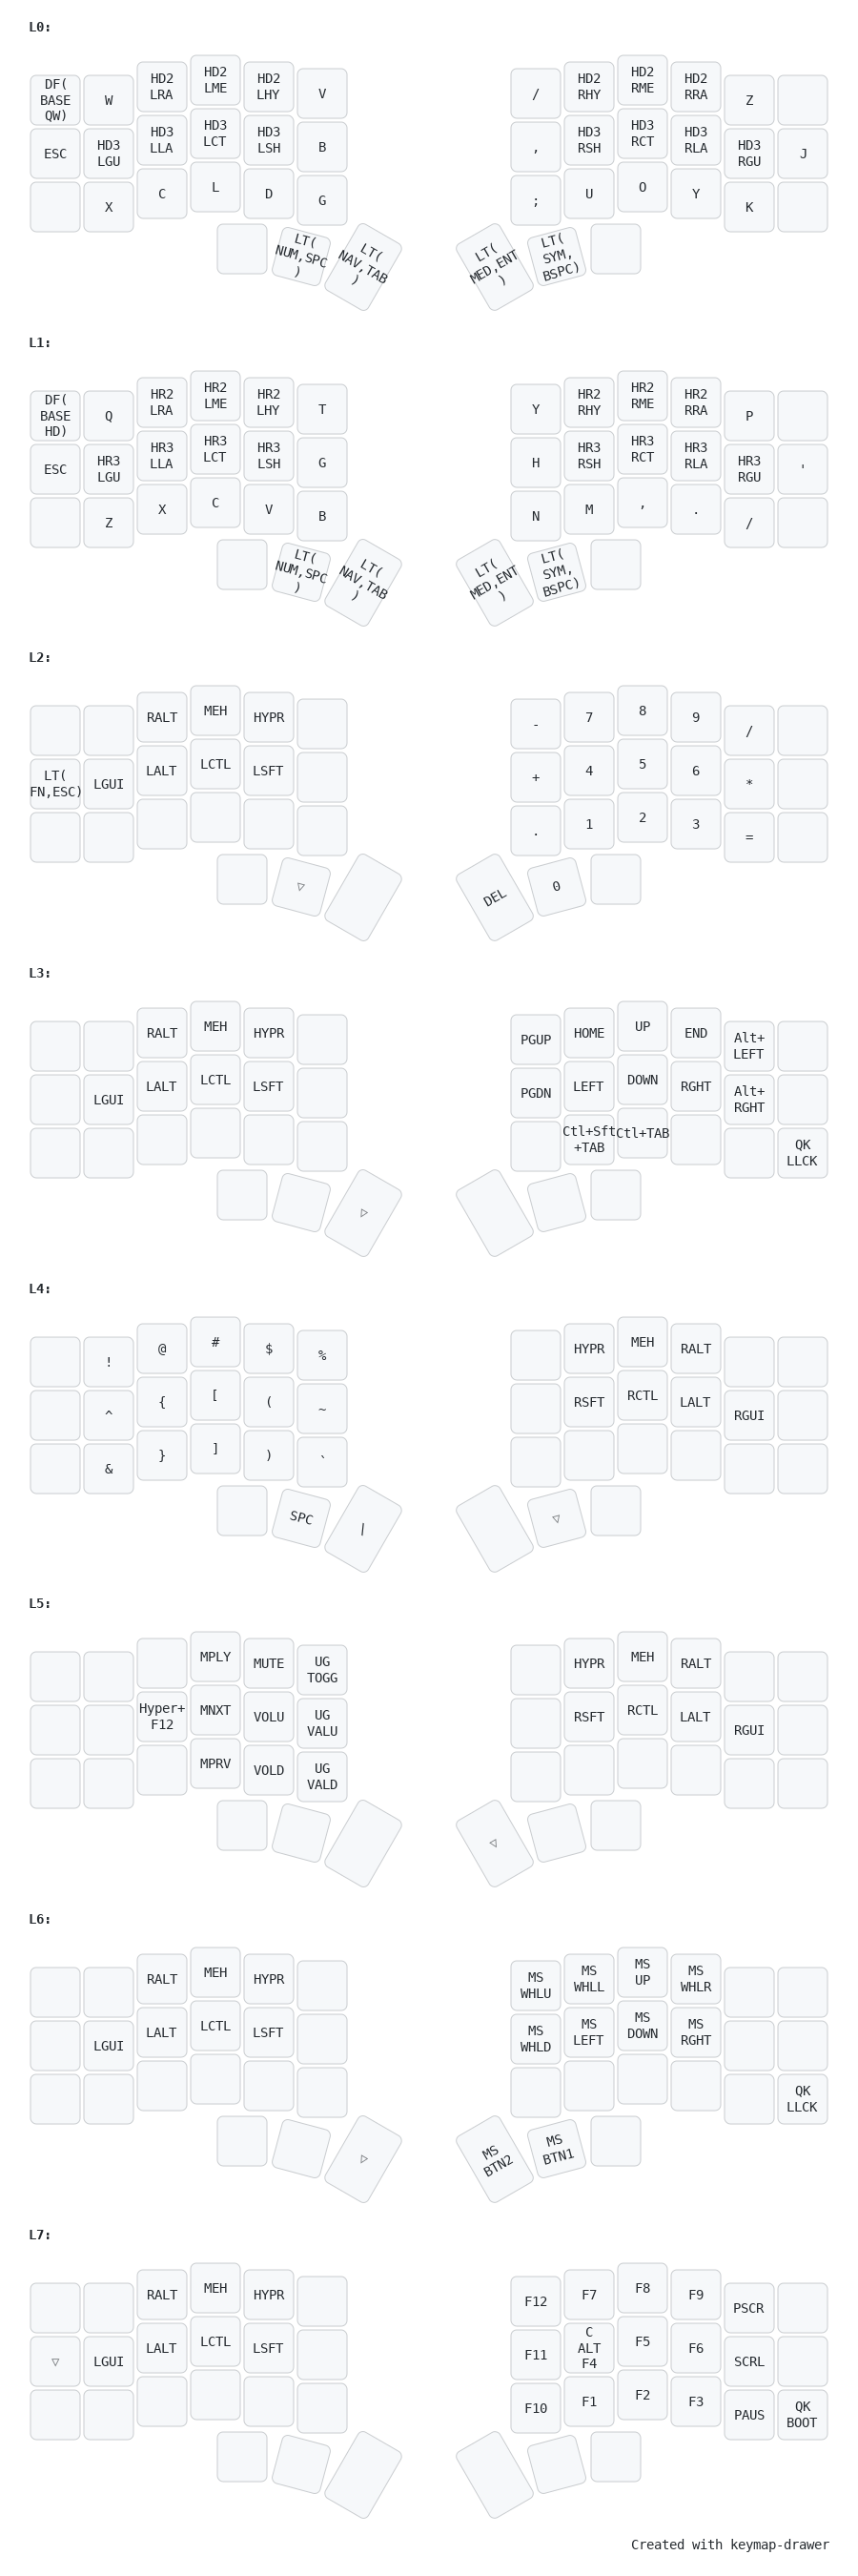 L0:
DF( BASE QW) W HD2 LRA HD2 LME HD2 LHY V / HD2 RHY HD2 RME HD2 RRA Z
ESC HD3 LGU HD3 LLA HD3 LCT HD3 LSH B , HD3 RSH HD3 RCT HD3 RLA HD3 RGU J
X C L D G ; U O Y K
LT( NUM,SPC ) LT( NAV,TAB ) LT( MED,ENT ) LT( SYM, BSPC)
L1:
DF( BASE HD) Q HR2 LRA HR2 LME HR2 LHY T Y HR2 RHY HR2 RME HR2 RRA P
ESC HR3 LGU HR3 LLA HR3 LCT HR3 LSH G H HR3 RSH HR3 RCT HR3 RLA HR3 RGU '
Z X C V B N M , . /
LT( NUM,SPC ) LT( NAV,TAB ) LT( MED,ENT ) LT( SYM, BSPC)
L2:
RALT MEH HYPR - 7 8 9 /
LT( FN,ESC) LGUI LALT LCTL LSFT + 4 5 6 *
. 1 2 3 =
▽ DEL 0
L3:
RALT MEH HYPR PGUP HOME UP END Alt+ LEFT
LGUI LALT LCTL LSFT PGDN LEFT DOWN RGHT Alt+ RGHT
Ctl+Sft +TAB Ctl+TAB QK LLCK
▽
L4:
! @ # $ % HYPR MEH RALT
^ { [ ( ~ RSFT RCTL LALT RGUI
& } ] ) `
SPC | ▽
L5:
MPLY MUTE UG TOGG HYPR MEH RALT
Hyper+ F12 MNXT VOLU UG VALU RSFT RCTL LALT RGUI
MPRV VOLD UG VALD
▽
L6:
RALT MEH HYPR MS WHLU MS WHLL MS UP MS WHLR
LGUI LALT LCTL LSFT MS WHLD MS LEFT MS DOWN MS RGHT
QK LLCK
▽ MS BTN2 MS BTN1
L7:
RALT MEH HYPR F12 F7 F8 F9 PSCR
▽ LGUI LALT LCTL LSFT F11 C ALT F4 F5 F6 SCRL
F10 F1 F2 F3 PAUS QK BOOT
Created with keymap-drawer